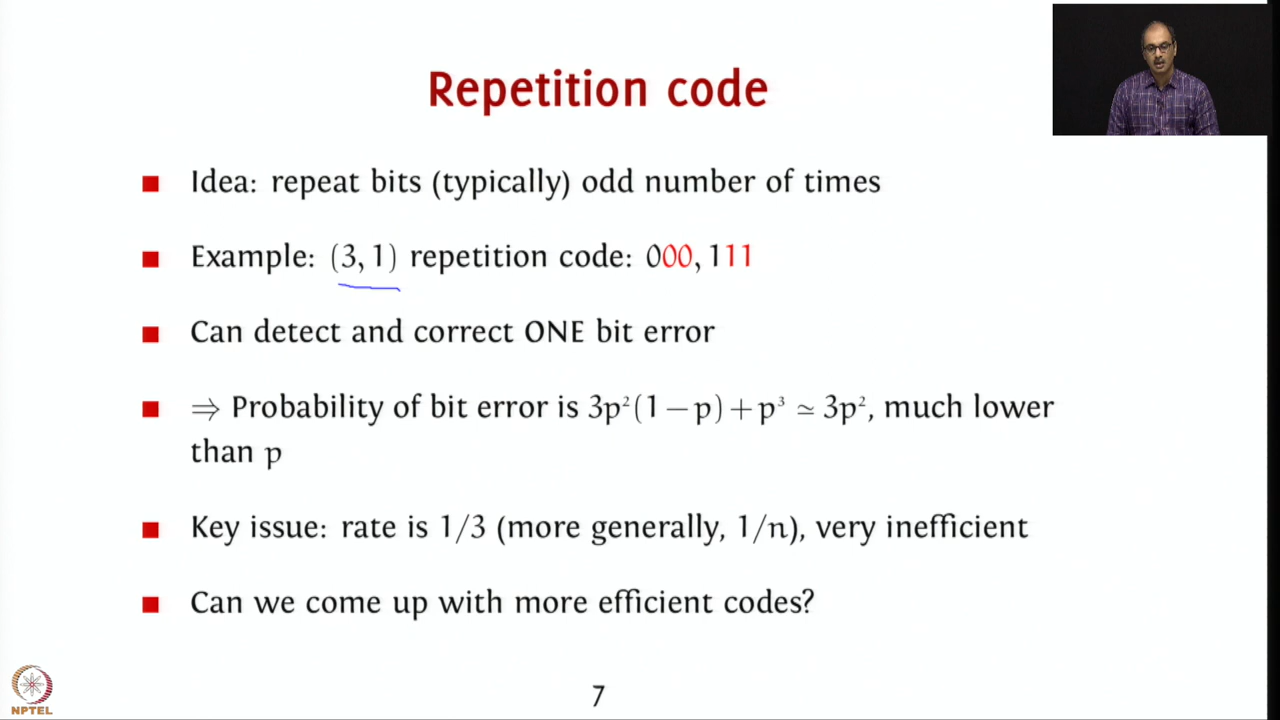 Repetition code
Idea: repeat bits (typically) odd number of times
Example: (3, 1) repetition code: 000, 111
Can detect and correct ONE bit error
⇒ Probability of bit error is 3p²(1 − p) + p³ ≃ 3p², much lower
than p
Key issue: rate is 1/3 (more generally, 1/n), very inefficient
Can we come up with more efficient codes?
7
NPTEL